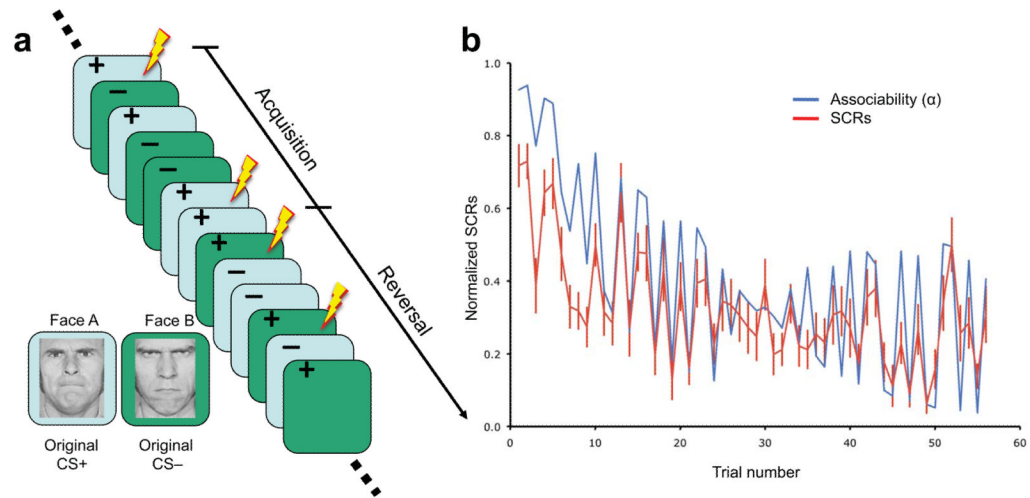 a
+
−
+
−
−
+
+
+
−
−
+
−
+
Acquisition
Reversal
Face A Face B
Original CS+
Original CS−
b
Associability (α)
SCRs
Normalized SCRs
1.0
0.8
0.6
0.4
0.2
0.0
0 10 20 30 40 50 60
Trial number